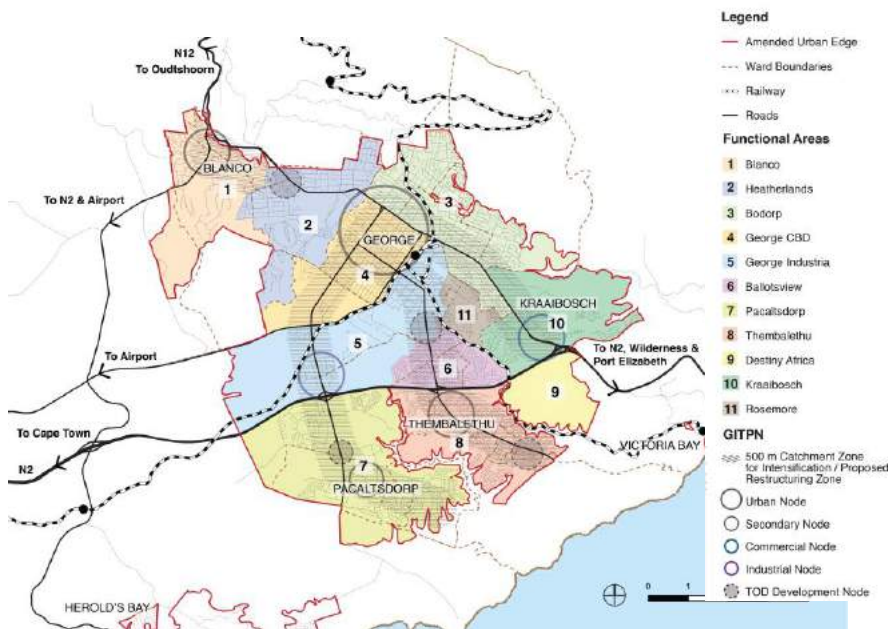 N12
To Oudtshoorn
BLANCO
1
To N2 & Airport
2
3
GEORGE
4
KRAAIBOSCH
10
11
5
To Airport
To N2, Wilderness &
Port Elizabeth
6
9
To Cape Town
THEMBALETHU
8
N2
7
PACALTSDORP
VICTORIA BAY
HEROLD'S BAY
0 1
Legend
Amended Urban Edge
Ward Boundaries
Railway
Roads
Functional Areas
1 Blanco
2 Heatherlands
3 Bodorp
4 George CBD
5 George Industria
6 Ballotsview
7 Pacaltsdorp
8 Thembalethu
9 Destiny Africa
10 Kraaibosch
11 Rosemore
GITPN
500 m Catchment Zone
for Intensification / Proposed
Restructuring Zone
Urban Node
Secondary Node
Commercial Node
Industrial Node
TOD Development Node